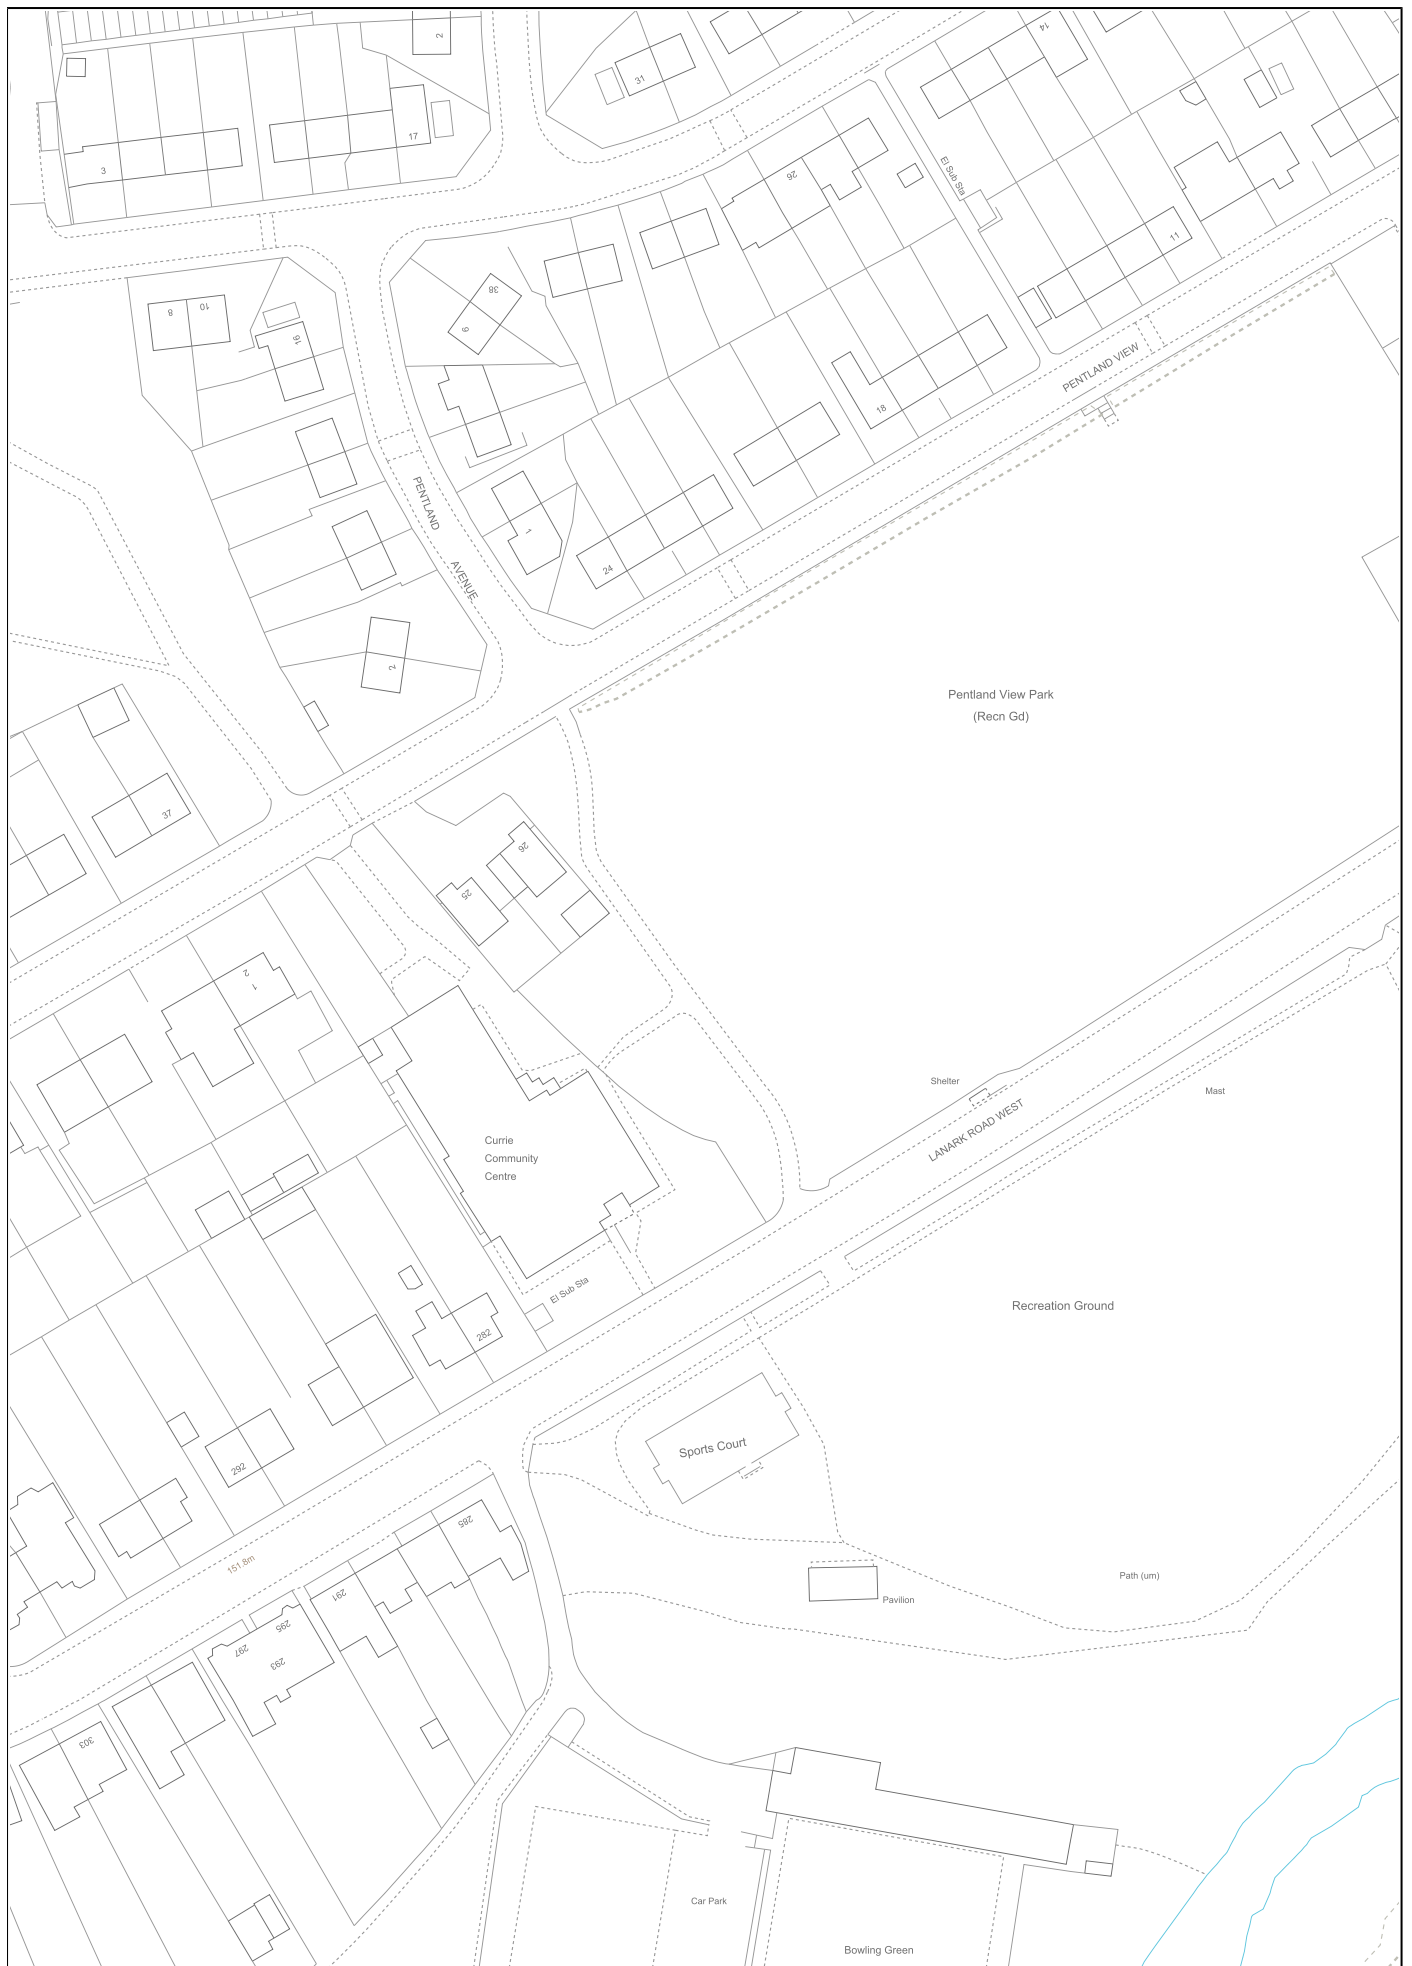 2
14
31
17
3
26
El Sub Sta
11
38
9
8
10
16
PENTLAND VIEW
18
PENTLAND
AVENUE
1
24
2
Pentland View Park
(Recn Gd)
37
26
25
2
1
Shelter
Mast
LANARK ROAD WEST
Currie
Community
Centre
El Sub Sta
Recreation Ground
282
Sports Court
292
285
151.8m
Path (um)
291
Pavilion
295
297
293
303
Car Park
Bowling Green